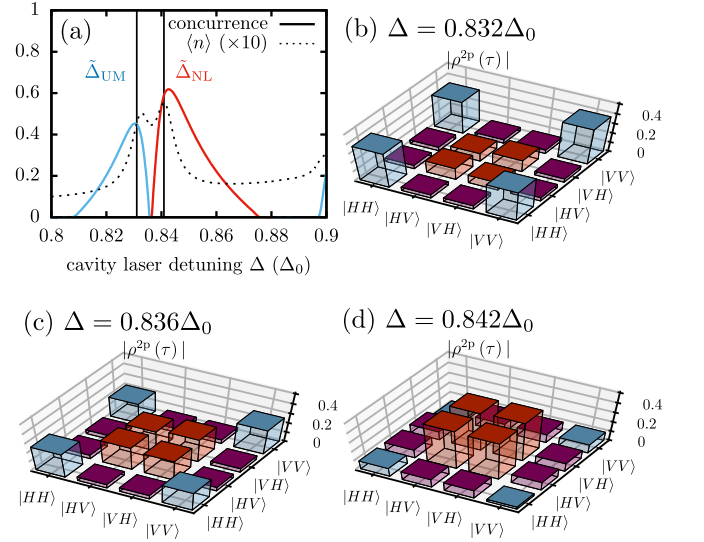 (a)
concurrence
⟨n⟩ (×10)
Δ̃UM
Δ̃NL
1
0.8
0.6
0.4
0.2
0
0.8 0.82 0.84 0.86 0.88 0.9
cavity laser detuning Δ (Δ0)
(b) Δ = 0.832Δ0
|ρ2p (τ)|
0.4
0.2
0
|HH⟩ |HV⟩ |VH⟩ |VV⟩
|HH⟩ |HV⟩ |VH⟩ |VV⟩
(c) Δ = 0.836Δ0
|ρ2p (τ)|
0.4
0.2
0
|HH⟩ |HV⟩ |VH⟩ |VV⟩
|HH⟩ |HV⟩ |VH⟩ |VV⟩
(d) Δ = 0.842Δ0
|ρ2p (τ)|
0.4
0.2
0
|HH⟩ |HV⟩ |VH⟩ |VV⟩
|HH⟩ |HV⟩ |VH⟩ |VV⟩